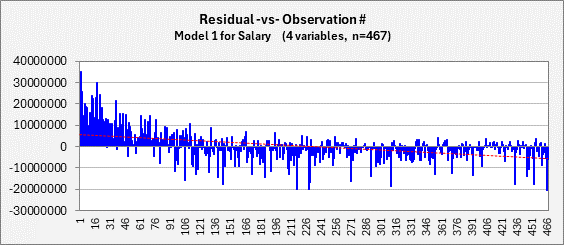 Residual -vs- Observation #
Model 1 for Salary (4 variables, n=467)
40000000
30000000
20000000
10000000
0
-10000000
-20000000
-30000000
1 16 31 46 61 76 91 106 121 136 151 166 181 196 211 226 241 256 271 286 301 316 331 346 361 376 391 406 421 436 451 466